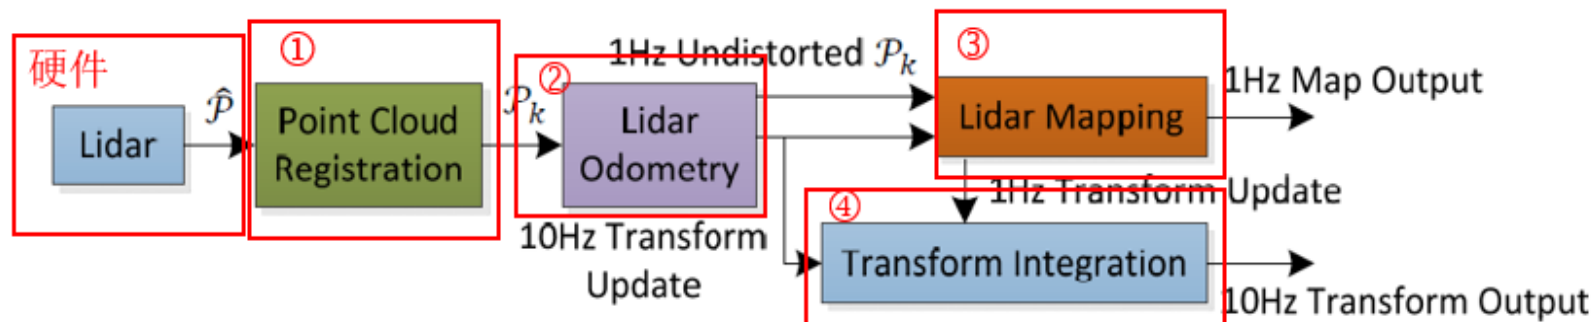 硬件
Lidar
𝒫̂
①
Point Cloud
Registration
𝒫k
②
Lidar
Odometry
1Hz Undistorted 𝒫k
10Hz Transform
Update
③
Lidar Mapping
1Hz Map Output
1Hz Transform Update
④
Transform Integration
10Hz Transform Output